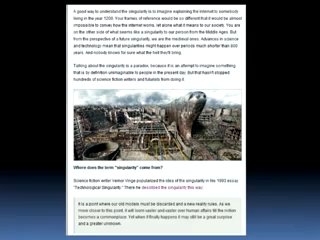 A good way to understand the singularity is to imagine explaining the internet to somebody
living in the year 1200. Your frames of reference would be so different that it would be almost
impossible to convey how the internet works, let alone what it means to our society. You are
on the other side of what seems like a singularity to our person from the Middle Ages. But
from the perspective of a future singularity, we are the medieval ones. Advances in science
and technology mean that singularities might happen over periods much shorter than 800
years. And nobody knows for sure what the hell they'll bring.
Talking about the singularity is a paradox, because it is an attempt to imagine something
that is by definition unimaginable to people in the present day. But that hasn't stopped
hundreds of science fiction writers and futurists from doing it.
Where does the term "singularity" come from?
Science fiction writer Vernor Vinge popularized the idea of the singularity in his 1993 essay
"Technological Singularity." There he described the singularity this way:
It is a point where our old models must be discarded and a new reality rules. As we
move closer to this point, it will loom vaster and vaster over human affairs till the notion
becomes a commonplace. Yet when it finally happens it may still be a great surprise
and a greater unknown.